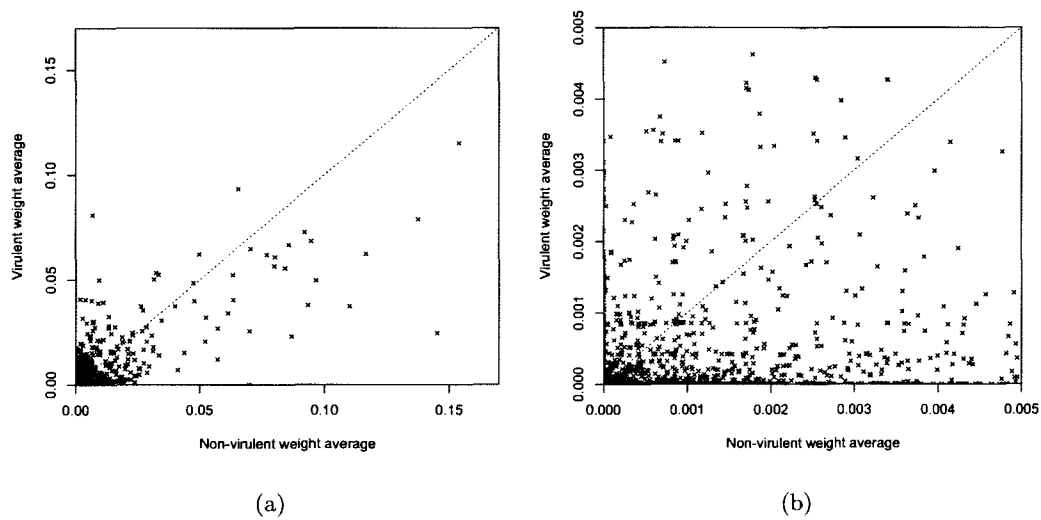 0.15
0.10
0.05
0.00
Virulent weight average
0.00 0.05 0.10 0.15
Non-virulent weight average
(a)
0.005
0.004
0.003
0.002
0.001
0.000
Virulent weight average
0.000 0.001 0.002 0.003 0.004 0.005
Non-virulent weight average
(b)